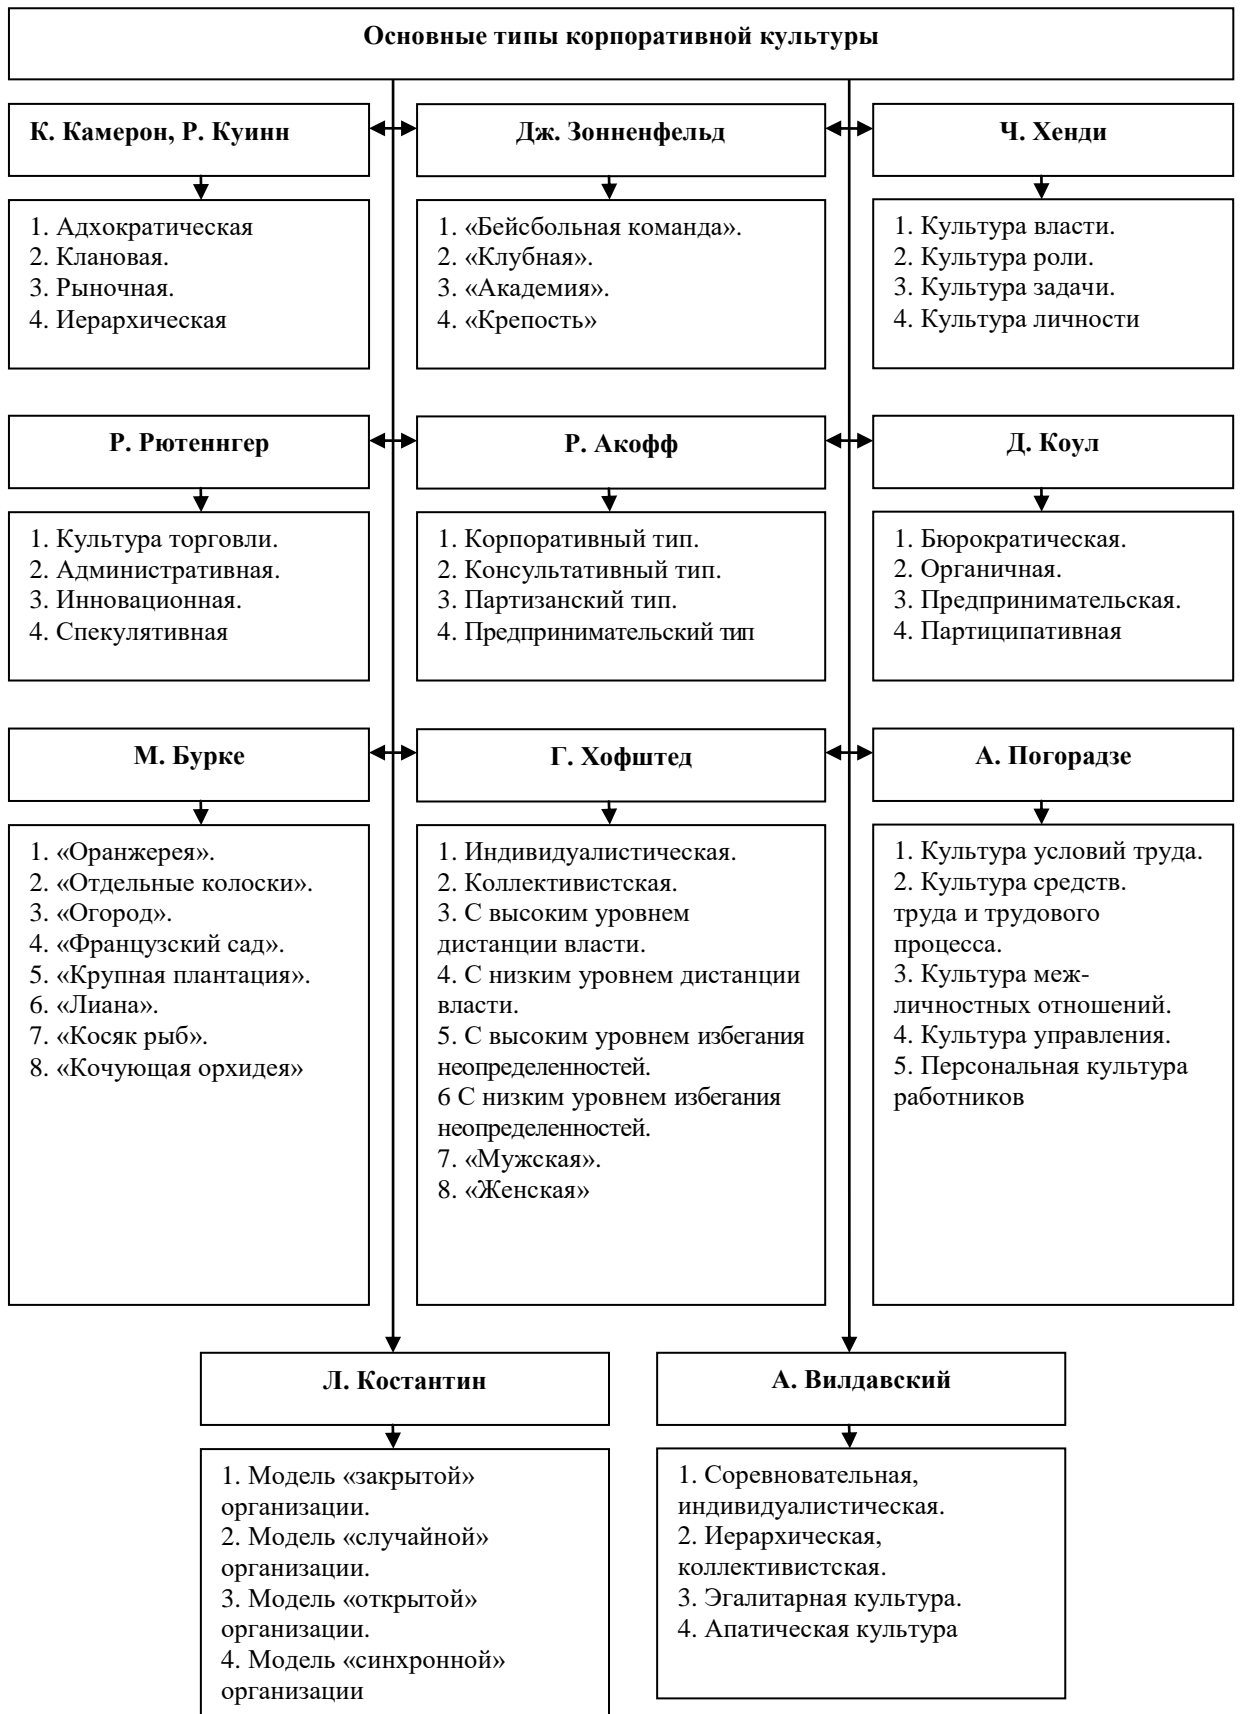 Основные типы корпоративной культуры
К. Камерон, Р. Куинн
Дж. Зонненфельд
Ч. Хенди
1. Адхократическая
2. Клановая.
3. Рыночная.
4. Иерархическая
1. «Бейсбольная команда».
2. «Клубная».
3. «Академия».
4. «Крепость»
1. Культура власти.
2. Культура роли.
3. Культура задачи.
4. Культура личности
Р. Рютеннгер
Р. Акофф
Д. Коул
1. Культура торговли.
2. Административная.
3. Инновационная.
4. Спекулятивная
1. Корпоративный тип.
2. Консультативный тип.
3. Партизанский тип.
4. Предпринимательский тип
1. Бюрократическая.
2. Органичная.
3. Предпринимательская.
4. Партиципативная
М. Бурке
Г. Хофштед
А. Погорадзе
1. «Оранжерея».
2. «Отдельные колоски».
3. «Огород».
4. «Французский сад».
5. «Крупная плантация».
6. «Лиана».
7. «Косяк рыб».
8. «Кочующая орхидея»
1. Индивидуалистическая.
2. Коллективистская.
3. С высоким уровнем
дистанции власти.
4. С низким уровнем дистанции
власти.
5. С высоким уровнем избегания
неопределенностей.
6 С низким уровнем избегания
неопределенностей.
7. «Мужская».
8. «Женская»
1. Культура условий труда.
2. Культура средств.
труда и трудового
процесса.
3. Культура меж-
личностных отношений.
4. Культура управления.
5. Персональная культура
работников
Л. Костантин
А. Вилдавский
1. Модель «закрытой»
организации.
2. Модель «случайной»
организации.
3. Модель «открытой»
организации.
4. Модель «синхронной»
организации
1. Соревновательная,
индивидуалистическая.
2. Иерархическая,
коллективистская.
3. Эгалитарная культура.
4. Апатическая культура